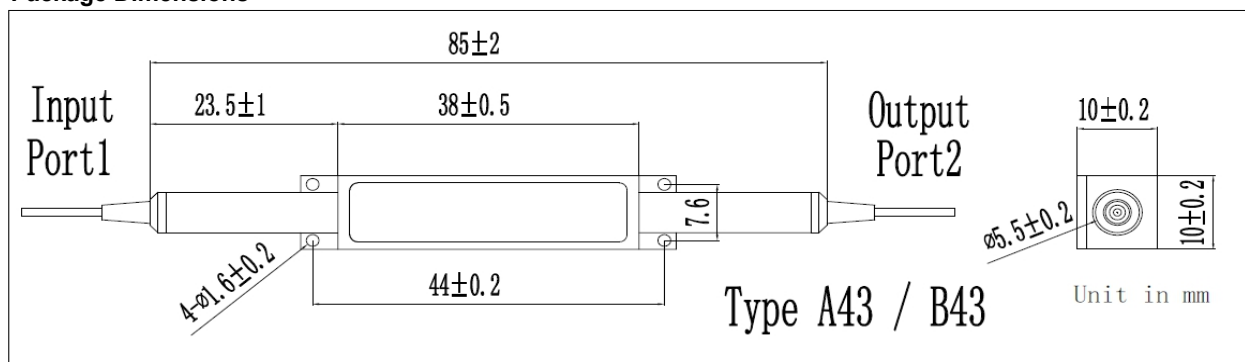 85±2
23.5±1
38±0.5
Input
Port1
Output
Port2
10±0.2
7.6
10±0.2
ø5.5±0.2
4-ø1.6±0.2
44±0.2
Type A43 / B43
Unit in mm